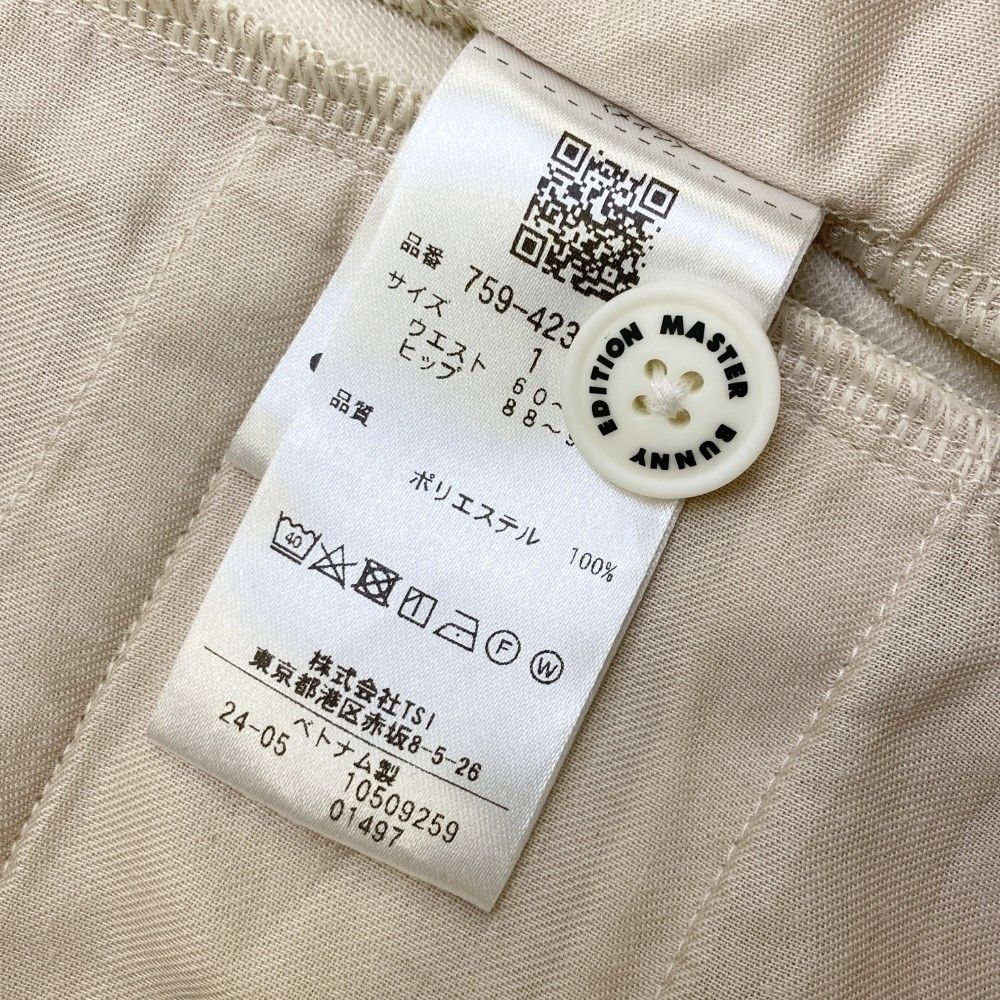 品番 759-423
サイズ 1
ウエスト 60～
ヒップ 88～9
品質
ポリエステル 100%
40
F
W
株式会社TSI
東京都港区赤坂8-5-26
24-05 ベトナム製
10509259
01497
MASTER BUNNY EDITION